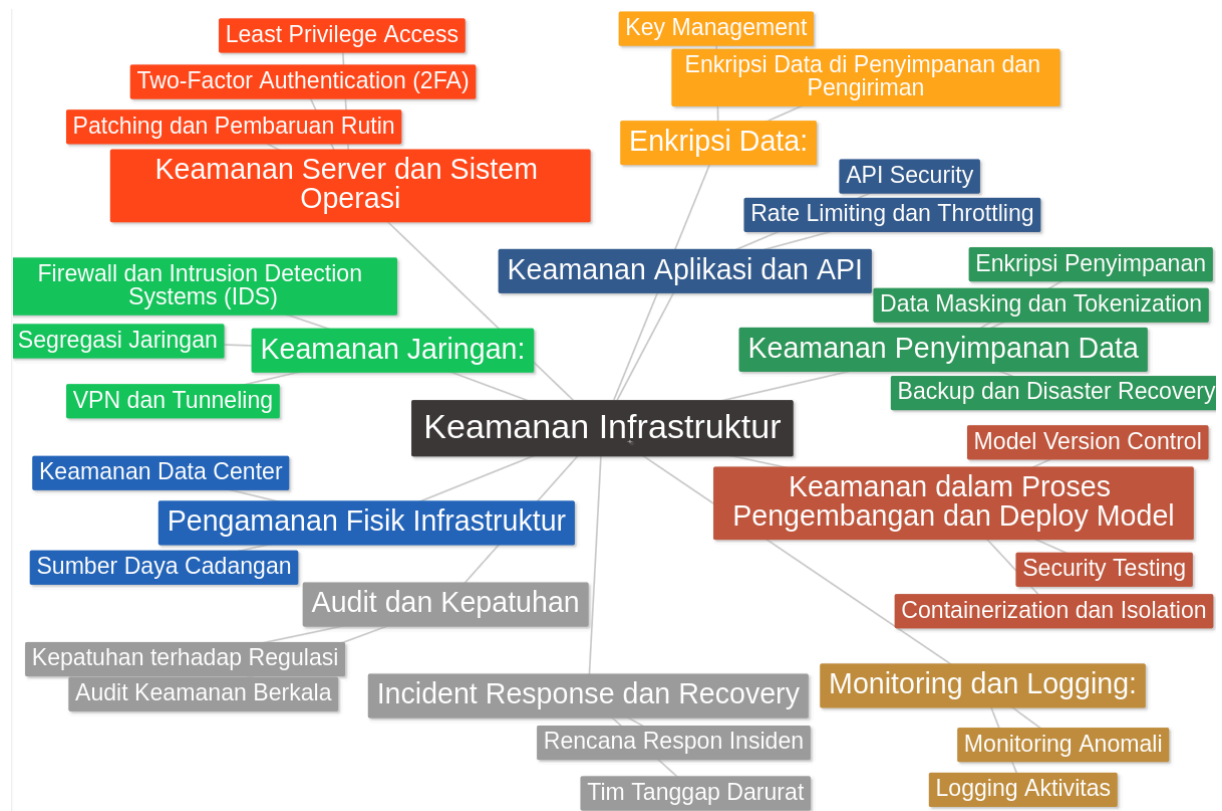 Least Privilege Access
Two-Factor Authentication (2FA)
Patching dan Pembaruan Rutin
Keamanan Server dan Sistem
Operasi
Key Management
Enkripsi Data di Penyimpanan dan
Pengiriman
Enkripsi Data:
API Security
Rate Limiting dan Throttling
Keamanan Aplikasi dan API
Enkripsi Penyimpanan
Data Masking dan Tokenization
Keamanan Penyimpanan Data
Backup dan Disaster Recovery
Firewall dan Intrusion Detection
Systems (IDS)
Segregasi Jaringan
Keamanan Jaringan:
VPN dan Tunneling
Keamanan Infrastruktur
Model Version Control
Keamanan dalam Proses
Pengembangan dan Deploy Model
Security Testing
Containerization dan Isolation
Keamanan Data Center
Pengamanan Fisik Infrastruktur
Sumber Daya Cadangan
Audit dan Kepatuhan
Kepatuhan terhadap Regulasi
Audit Keamanan Berkala
Incident Response dan Recovery
Rencana Respon Insiden
Tim Tanggap Darurat
Monitoring dan Logging:
Monitoring Anomali
Logging Aktivitas